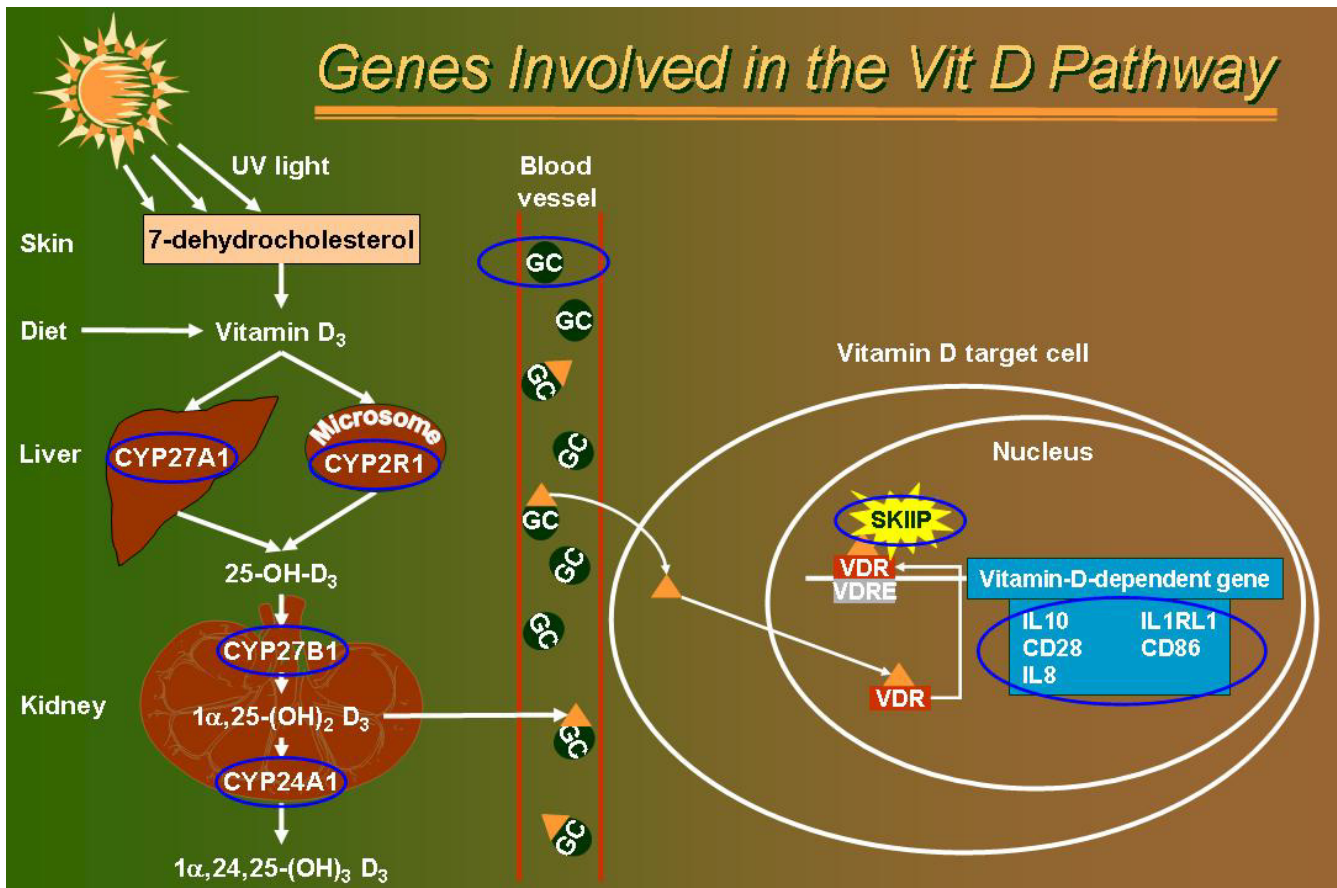 Genes Involved in the Vit D Pathway
UV light
Blood
vessel
Skin
7-dehydrocholesterol
GC
GC
Diet
Vitamin D₃
GC
Vitamin D target cell
Microsome
Liver
CYP27A1
CYP2R1
GC
Nucleus
GC
SKIIP
GC
25-OH-D₃
VDR
VDRE
Vitamin-D-dependent gene
IL10 IL1RL1
CD28 CD86
IL8
GC
CYP27B1
Kidney
1α,25-(OH)₂ D₃
VDR
GC
CYP24A1
GC
1α,24,25-(OH)₃ D₃